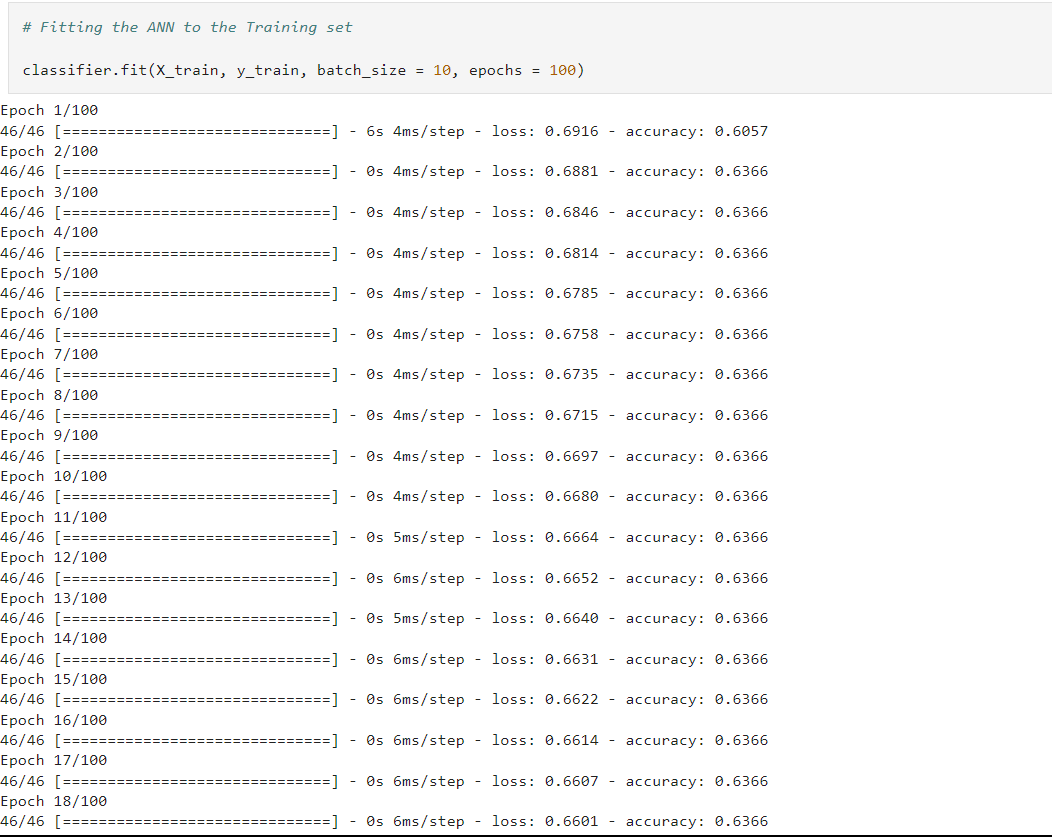 # Fitting the ANN to the Training set
classifier.fit(X_train, y_train, batch_size = 10, epochs = 100)
Epoch 1/100
46/46 [==============================] - 6s 4ms/step - loss: 0.6916 - accuracy: 0.6057
Epoch 2/100
46/46 [==============================] - 0s 4ms/step - loss: 0.6881 - accuracy: 0.6366
Epoch 3/100
46/46 [==============================] - 0s 4ms/step - loss: 0.6846 - accuracy: 0.6366
Epoch 4/100
46/46 [==============================] - 0s 4ms/step - loss: 0.6814 - accuracy: 0.6366
Epoch 5/100
46/46 [==============================] - 0s 4ms/step - loss: 0.6785 - accuracy: 0.6366
Epoch 6/100
46/46 [==============================] - 0s 4ms/step - loss: 0.6758 - accuracy: 0.6366
Epoch 7/100
46/46 [==============================] - 0s 4ms/step - loss: 0.6735 - accuracy: 0.6366
Epoch 8/100
46/46 [==============================] - 0s 4ms/step - loss: 0.6715 - accuracy: 0.6366
Epoch 9/100
46/46 [==============================] - 0s 4ms/step - loss: 0.6697 - accuracy: 0.6366
Epoch 10/100
46/46 [==============================] - 0s 4ms/step - loss: 0.6680 - accuracy: 0.6366
Epoch 11/100
46/46 [==============================] - 0s 5ms/step - loss: 0.6664 - accuracy: 0.6366
Epoch 12/100
46/46 [==============================] - 0s 6ms/step - loss: 0.6652 - accuracy: 0.6366
Epoch 13/100
46/46 [==============================] - 0s 5ms/step - loss: 0.6640 - accuracy: 0.6366
Epoch 14/100
46/46 [==============================] - 0s 6ms/step - loss: 0.6631 - accuracy: 0.6366
Epoch 15/100
46/46 [==============================] - 0s 6ms/step - loss: 0.6622 - accuracy: 0.6366
Epoch 16/100
46/46 [==============================] - 0s 6ms/step - loss: 0.6614 - accuracy: 0.6366
Epoch 17/100
46/46 [==============================] - 0s 6ms/step - loss: 0.6607 - accuracy: 0.6366
Epoch 18/100
46/46 [==============================] - 0s 6ms/step - loss: 0.6601 - accuracy: 0.6366